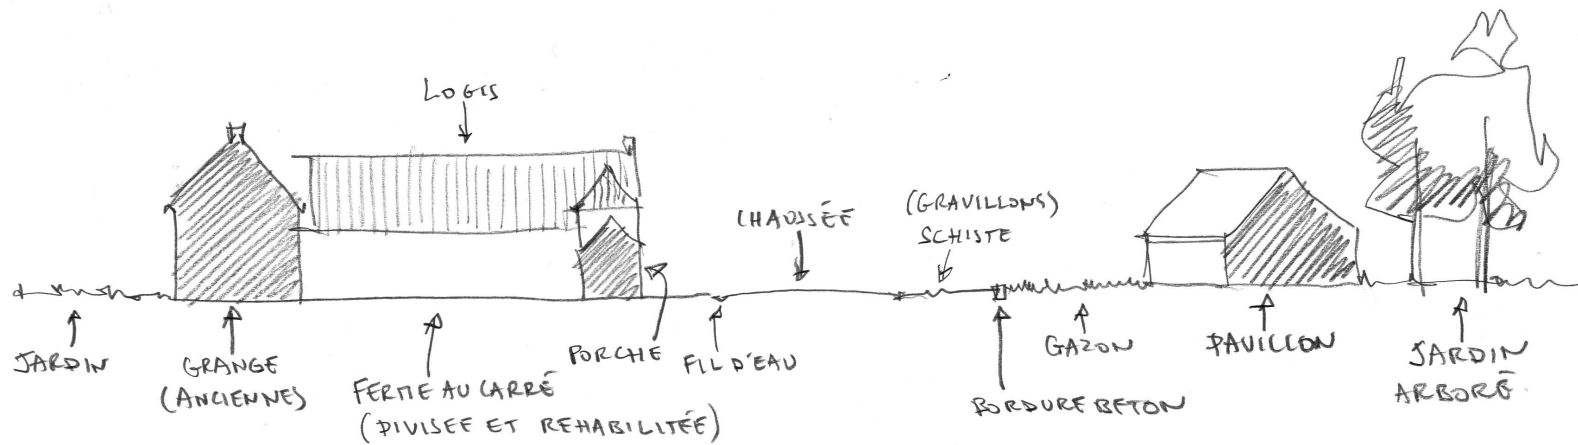 LOGIS
CHAUSSÉE
(GRAVILLONS)
SCHISTE
JARDIN
GRANGE
(ANCIENNES)
FERME AU CARRÉ
(DIVISEE ET REHABILITÉE)
PORCHE
FIL D'EAU
BORDURE BETON
GAZON
PAVILLON
JARDIN
ARBORÉ